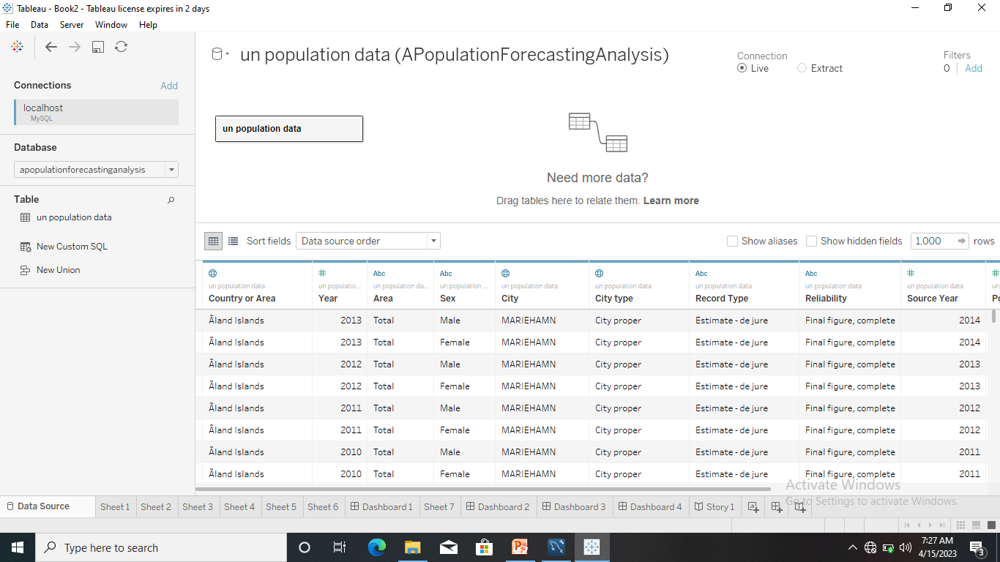 Tableau - Book2 - Tableau license expires in 2 days
File Data Server Window Help
Connections Add
localhost
MySQL
Database
apopulationforecastinganalysis
Table
un population data
New Custom SQL
New Union
un population data (APopulationForecastingAnalysis)
Connection
Live Extract
Filters
0 Add
un population data
Need more data?
Drag tables here to relate them. Learn more
Sort fields Data source order Show aliases Show hidden fields 1,000 rows
Abc Abc Abc Abc
un population data un populatio... un population da... un population ... un population data un population data un population data un population data un population data
Country or Area Year Area Sex City City type Record Type Reliability Source Year
Ãland Islands 2013 Total Male MARIEHAMN City proper Estimate - de jure Final figure, complete 2014
Ãland Islands 2013 Total Female MARIEHAMN City proper Estimate - de jure Final figure, complete 2014
Ãland Islands 2012 Total Male MARIEHAMN City proper Estimate - de jure Final figure, complete 2013
Ãland Islands 2012 Total Female MARIEHAMN City proper Estimate - de jure Final figure, complete 2013
Ãland Islands 2011 Total Male MARIEHAMN City proper Estimate - de jure Final figure, complete 2012
Ãland Islands 2011 Total Female MARIEHAMN City proper Estimate - de jure Final figure, complete 2012
Ãland Islands 2010 Total Male MARIEHAMN City proper Estimate - de jure Final figure, complete 2011
Ãland Islands 2010 Total Female MARIEHAMN City proper Estimate - de jure Final figure, complete 2011
Activate Windows
Go to Settings to activate Windows.
Data Source Sheet 1 Sheet 2 Sheet 3 Sheet 4 Sheet 5 Sheet 6 Dashboard 1 Sheet 7 Dashboard 2 Dashboard 3 Dashboard 4 Story 1
Type here to search
7:27 AM
4/15/2023
3